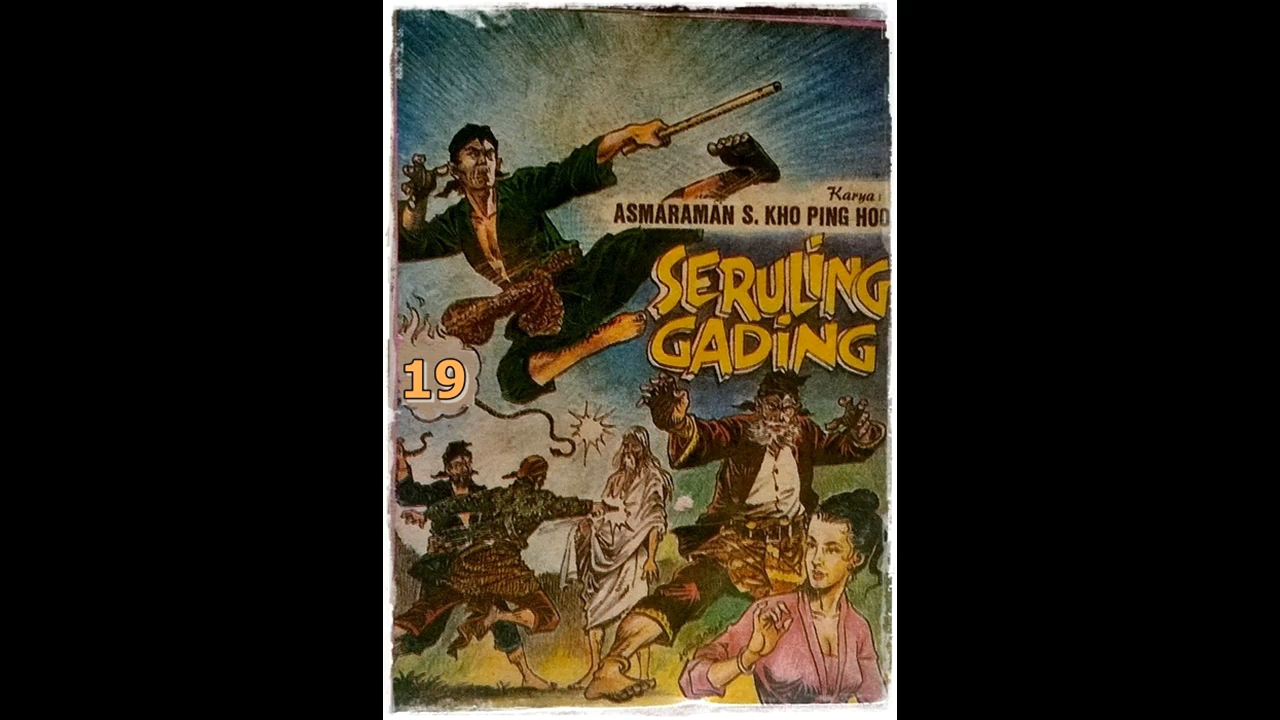 Karya:
ASMARAMAN S. KHO PING HOO
SERULING
GADING
19